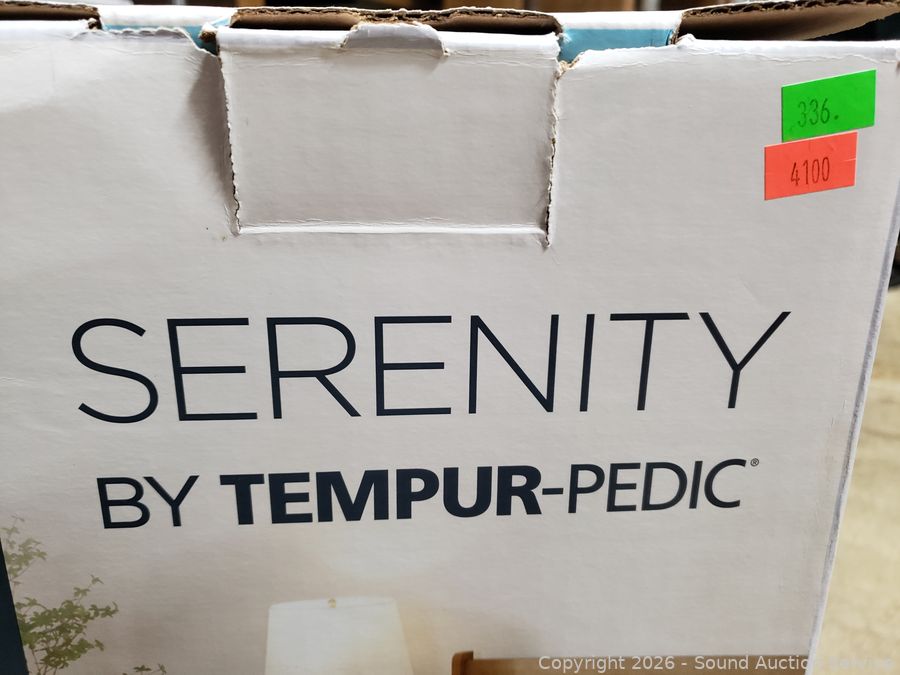 336.
4100
SERENITY
BY TEMPUR-PEDIC®
Copyright 2026 - Sound Auction Service